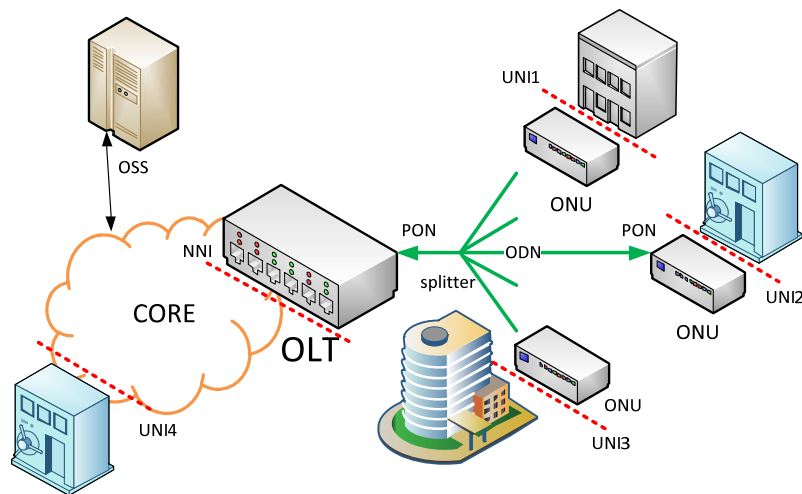 UNI1
OSS
ONU
PON
PON
NNI
ODN
splitter
UNI2
CORE
ONU
OLT
ONU
UNI4
UNI3